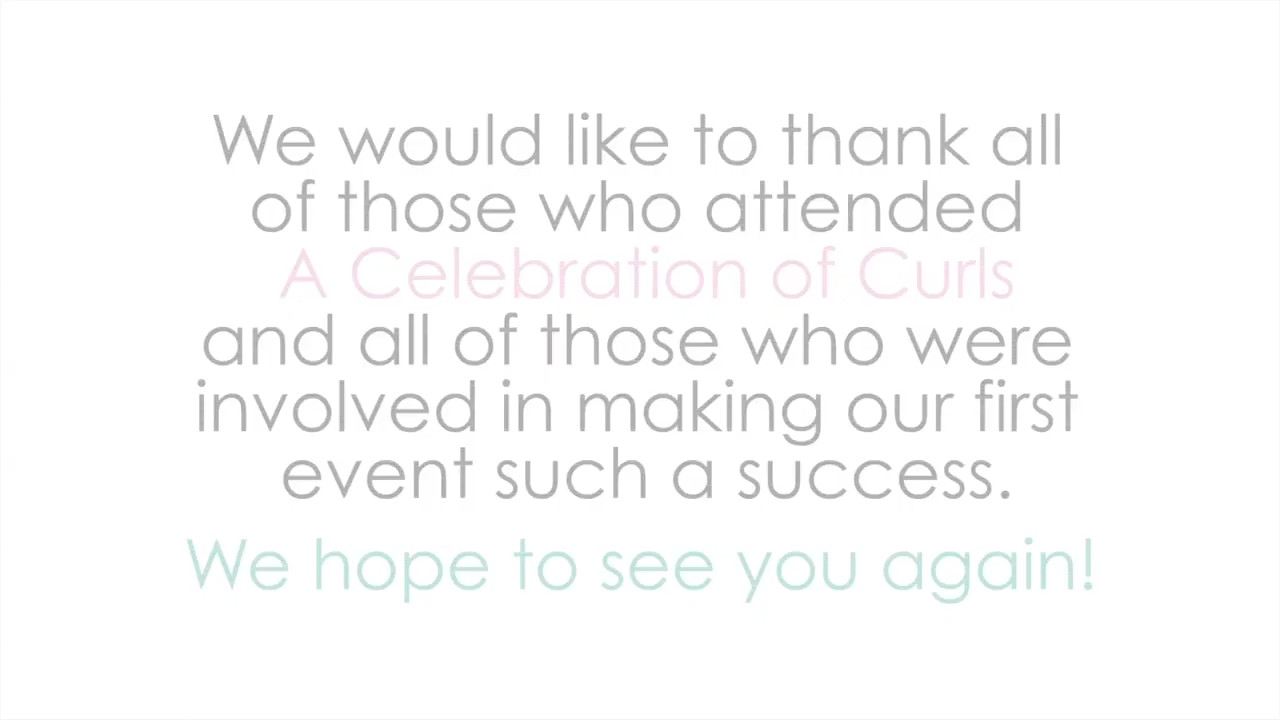 We would like to thank all
of those who attended
A Celebration of Curls
and all of those who were
involved in making our first
event such a success.
We hope to see you again!